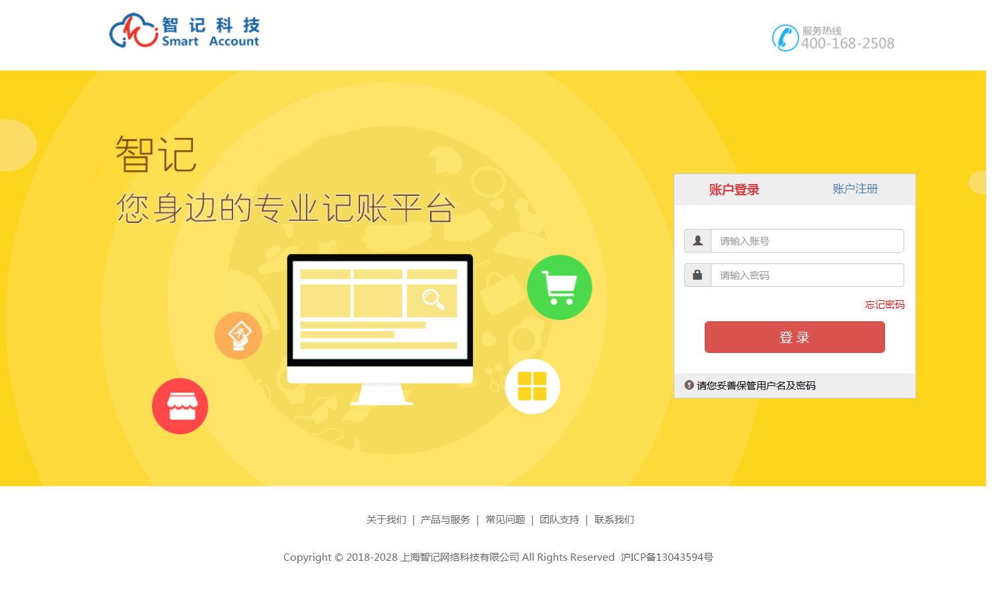 智记科技
Smart Account
服务热线
400-168-2508
智记
您身边的专业记账平台
账户登录 账户注册
请输入账号
请输入密码
忘记密码
登 录
请您妥善保管用户名及密码
关于我们 | 产品与服务 | 常见问题 | 团队支持 | 联系我们
Copyright © 2018-2028 上海智记网络科技有限公司 All Rights Reserved 沪ICP备13043594号